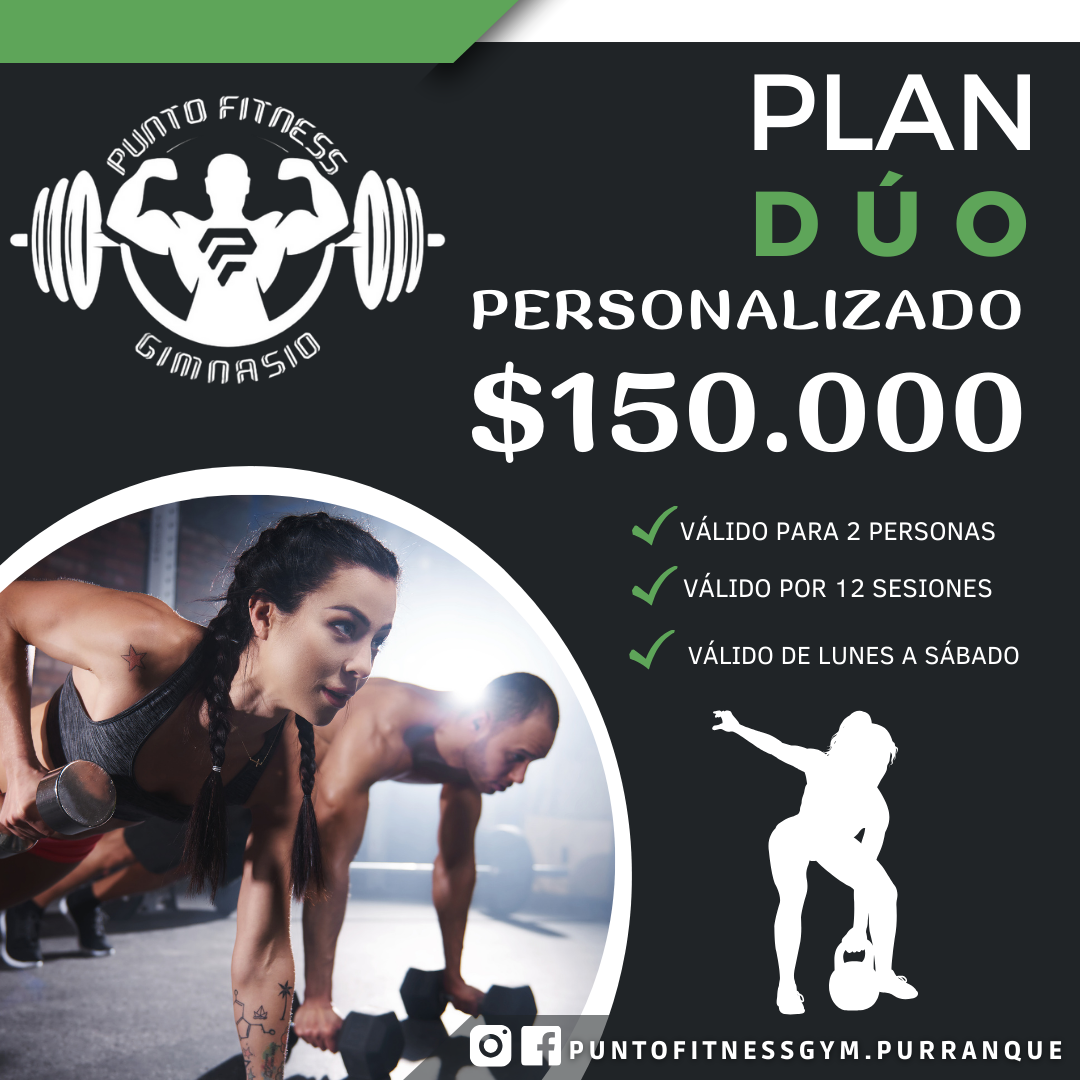 PUNTO FITNESS
GIMNASIO
PLAN
DÚO
PERSONALIZADO
$150.000
VÁLIDO PARA 2 PERSONAS
VÁLIDO POR 12 SESIONES
VÁLIDO DE LUNES A SÁBADO
PUNTOFITNESSGYM.PURRANQUE